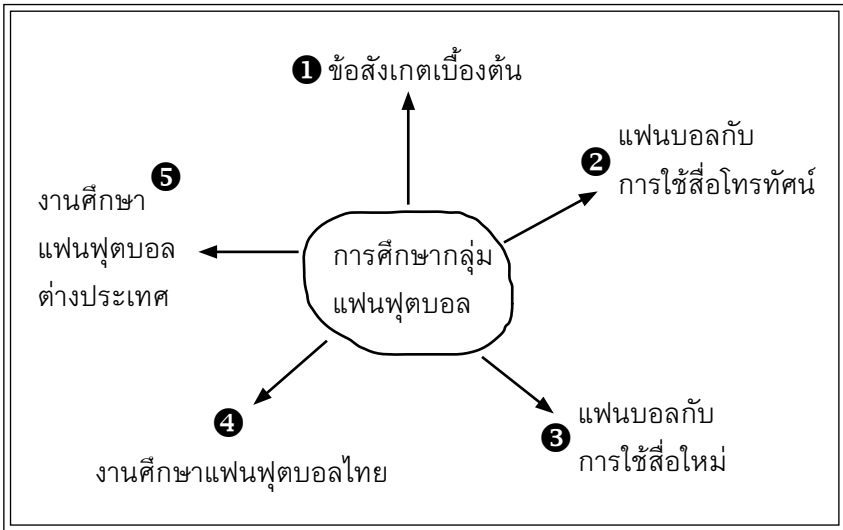 ❶ ข้อสังเกตเบื้องต้น
❷ แฟนบอลกับ
การใช้สื่อโทรทัศน์
❺
งานศึกษา
แฟนฟุตบอล
ต่างประเทศ
การศึกษากลุ่ม
แฟนฟุตบอล
❸ แฟนบอลกับ
การใช้สื่อใหม่
❹
งานศึกษาแฟนฟุตบอลไทย